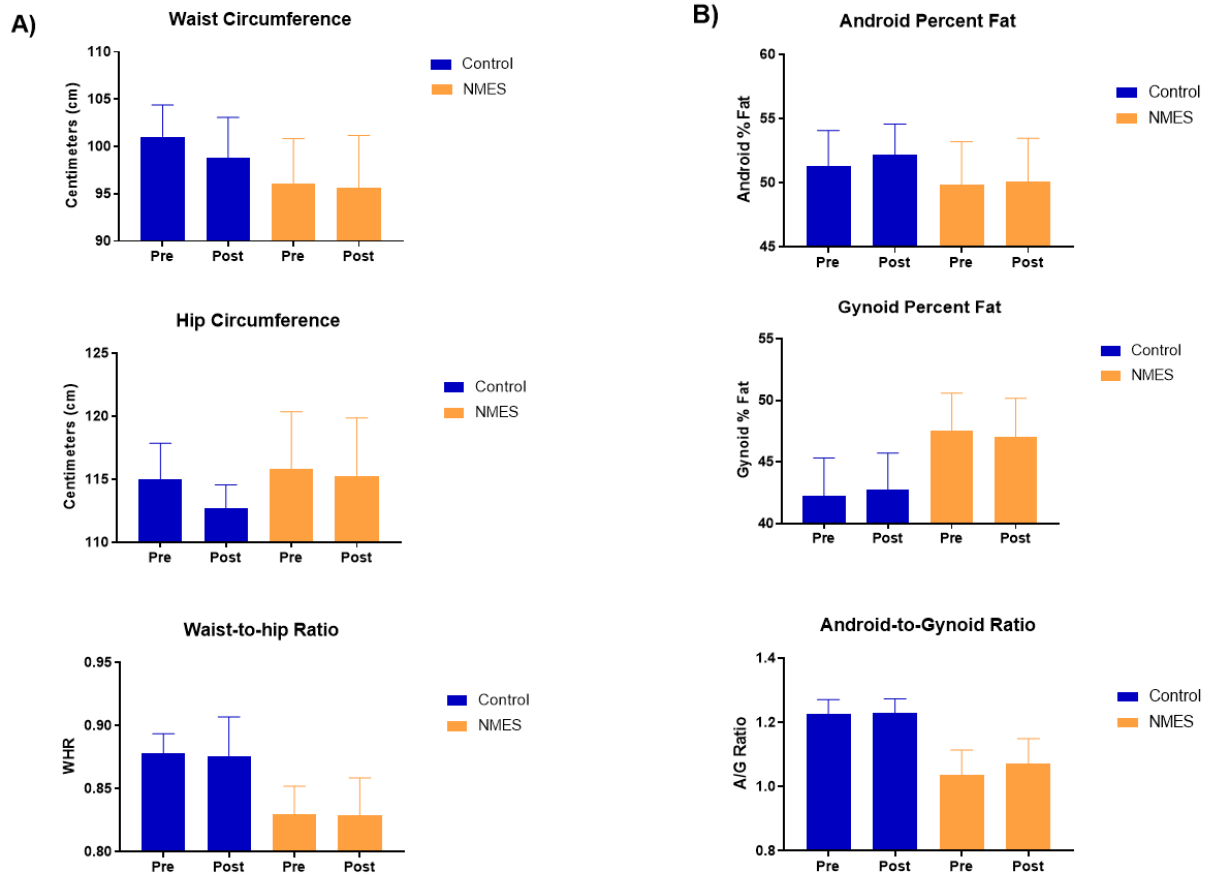 A)
Waist Circumference
Centimeters (cm)
110
105
100
95
90
Pre Post Pre Post
Control
NMES
Hip Circumference
Centimeters (cm)
125
120
115
110
Pre Post Pre Post
Control
NMES
Waist-to-hip Ratio
WHR
0.95
0.90
0.85
0.80
Pre Post Pre Post
Control
NMES
B)
Android Percent Fat
Android % Fat
60
55
50
45
Pre Post Pre Post
Control
NMES
Gynoid Percent Fat
Gynoid % Fat
55
50
45
40
Pre Post Pre Post
Control
NMES
Android-to-Gynoid Ratio
A/G Ratio
1.4
1.2
1.0
0.8
Pre Post Pre Post
Control
NMES